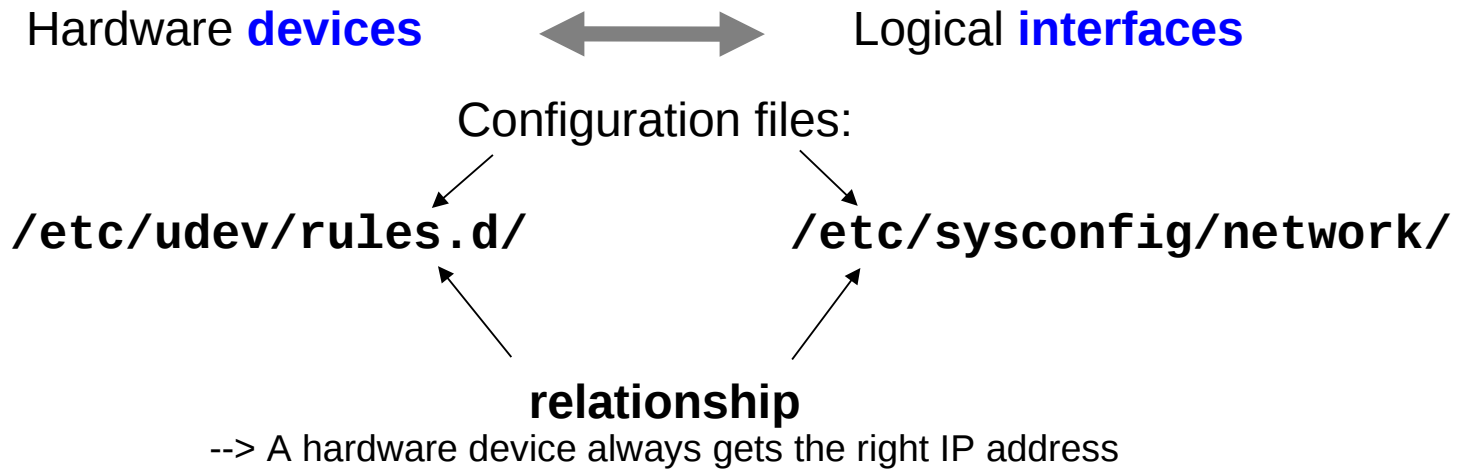 Hardware devices Logical interfaces
Configuration files:
/etc/udev/rules.d/ /etc/sysconfig/network/
relationship
--> A hardware device always gets the right IP address